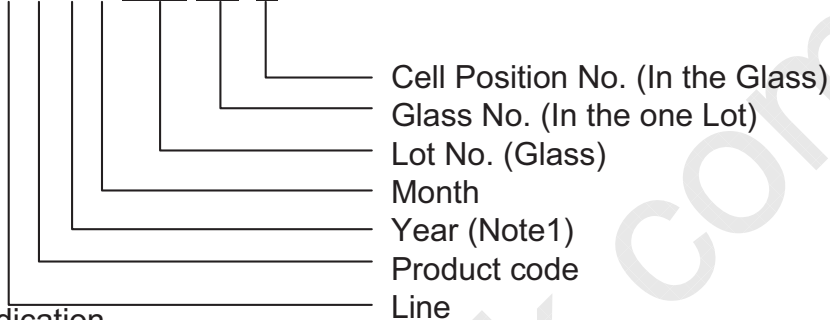 Cell Position No. (In the Glass)
Glass No. (In the one Lot)
Lot No. (Glass)
Month
Year (Note1)
Product code
Line